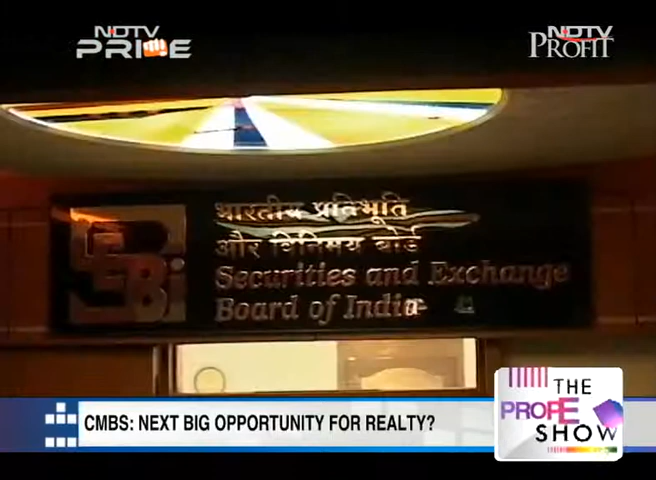 NDTV
PRIME
NDTV
PROFIT
भारतीय प्रतिभूति
और विनिमय बोर्ड
SEBI
Securities and Exchange
Board of India
CMBS: NEXT BIG OPPORTUNITY FOR REALTY?
THE
SHOW